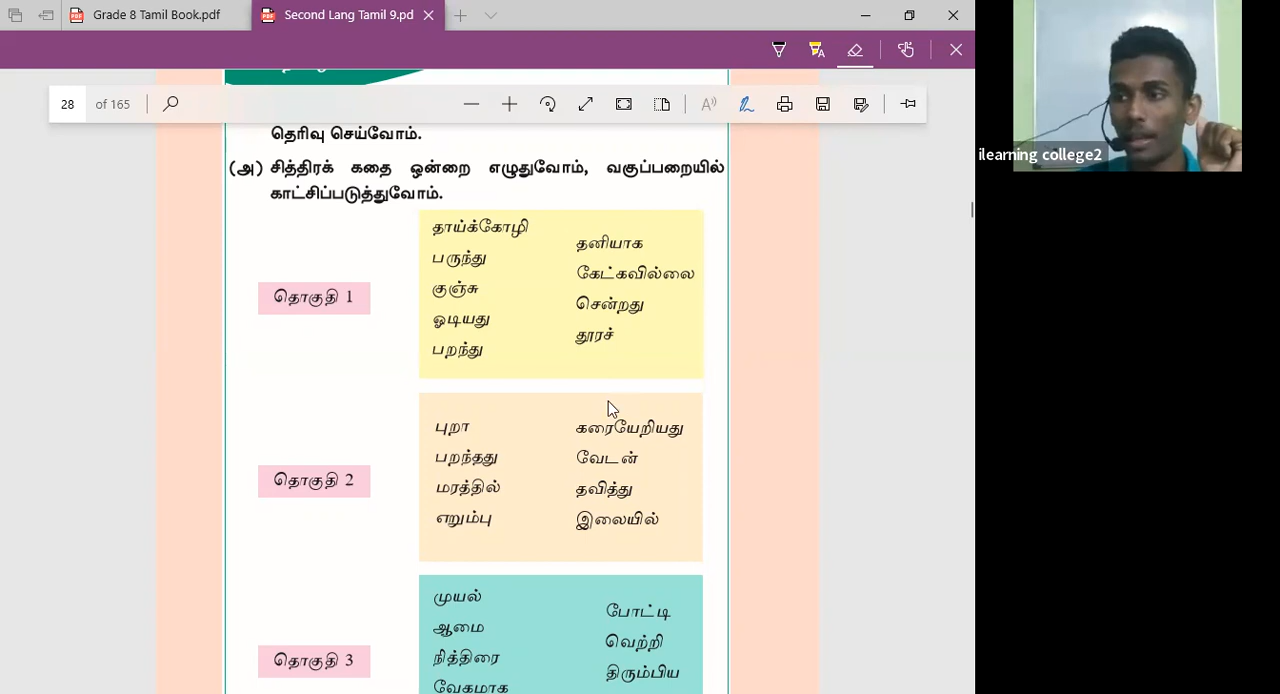 Grade 8 Tamil Book.pdf
Second Lang Tamil 9.pd
28 of 165
ilearning college2
தெரிவு செய்வோம்.
(அ) சித்திரக் கதை ஒன்றை எழுதுவோம், வகுப்பறையில்
காட்சிப்படுத்துவோம்.
தொகுதி 1
தாய்க்கோழி
பருந்து
குஞ்சு
ஓடியது
பறந்து
தனியாக
கேட்கவில்லை
சென்றது
தூரச்
தொகுதி 2
புறா
பறந்தது
மரத்தில்
எறும்பு
கரையேறியது
வேடன்
தவித்து
இலையில்
தொகுதி 3
முயல்
ஆமை
நித்திரை
வேகமாக
போட்டி
வெற்றி
திரும்பிய